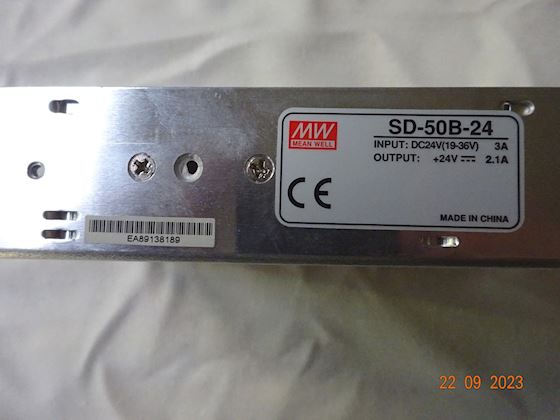 MW
MEAN WELL
SD-50B-24
INPUT: DC24V(19-36V) 3A
OUTPUT: +24V ⎓ 2.1A
CE
MADE IN CHINA
EA89138189
22 09 2023